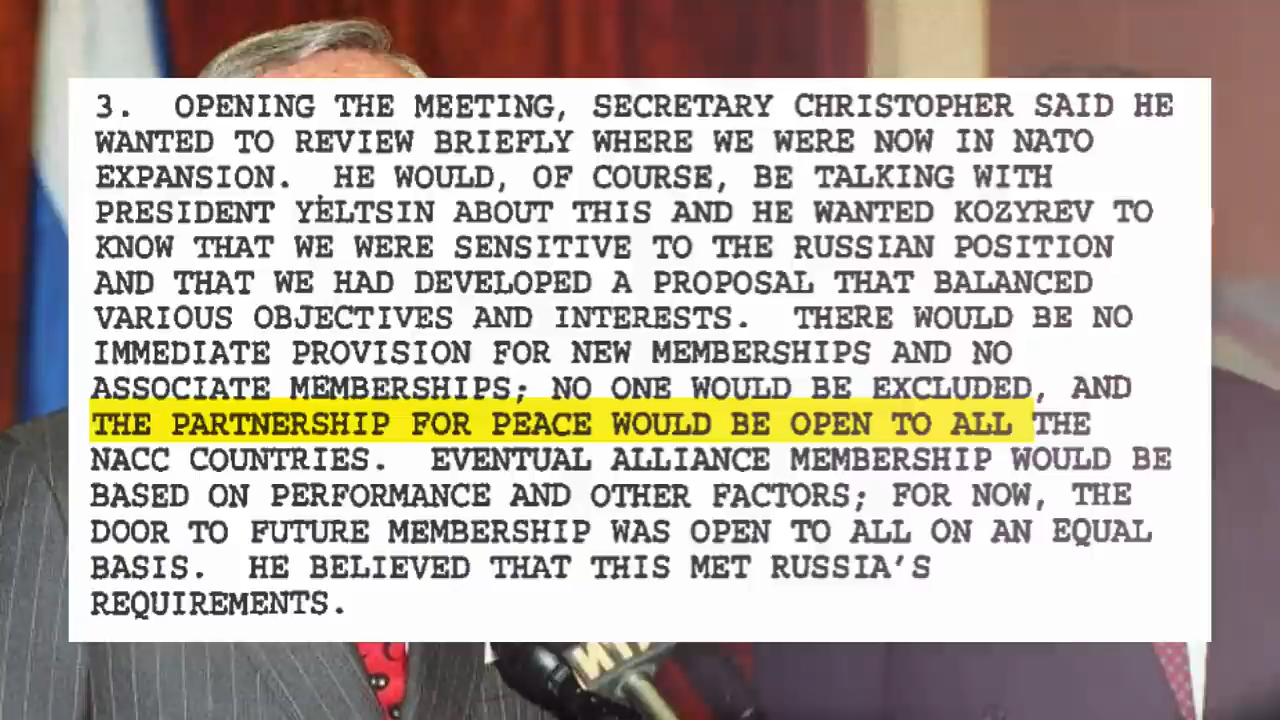 3.  OPENING THE MEETING, SECRETARY CHRISTOPHER SAID HE
WANTED TO REVIEW BRIEFLY WHERE WE WERE NOW IN NATO
EXPANSION.  HE WOULD, OF COURSE, BE TALKING WITH
PRESIDENT YELTSIN ABOUT THIS AND HE WANTED KOZYREV TO
KNOW THAT WE WERE SENSITIVE TO THE RUSSIAN POSITION
AND THAT WE HAD DEVELOPED A PROPOSAL THAT BALANCED
VARIOUS OBJECTIVES AND INTERESTS.  THERE WOULD BE NO
IMMEDIATE PROVISION FOR NEW MEMBERSHIPS AND NO
ASSOCIATE MEMBERSHIPS; NO ONE WOULD BE EXCLUDED, AND
THE PARTNERSHIP FOR PEACE WOULD BE OPEN TO ALL THE
NACC COUNTRIES.  EVENTUAL ALLIANCE MEMBERSHIP WOULD BE
BASED ON PERFORMANCE AND OTHER FACTORS; FOR NOW, THE
DOOR TO FUTURE MEMBERSHIP WAS OPEN TO ALL ON AN EQUAL
BASIS.  HE BELIEVED THAT THIS MET RUSSIA'S
REQUIREMENTS.